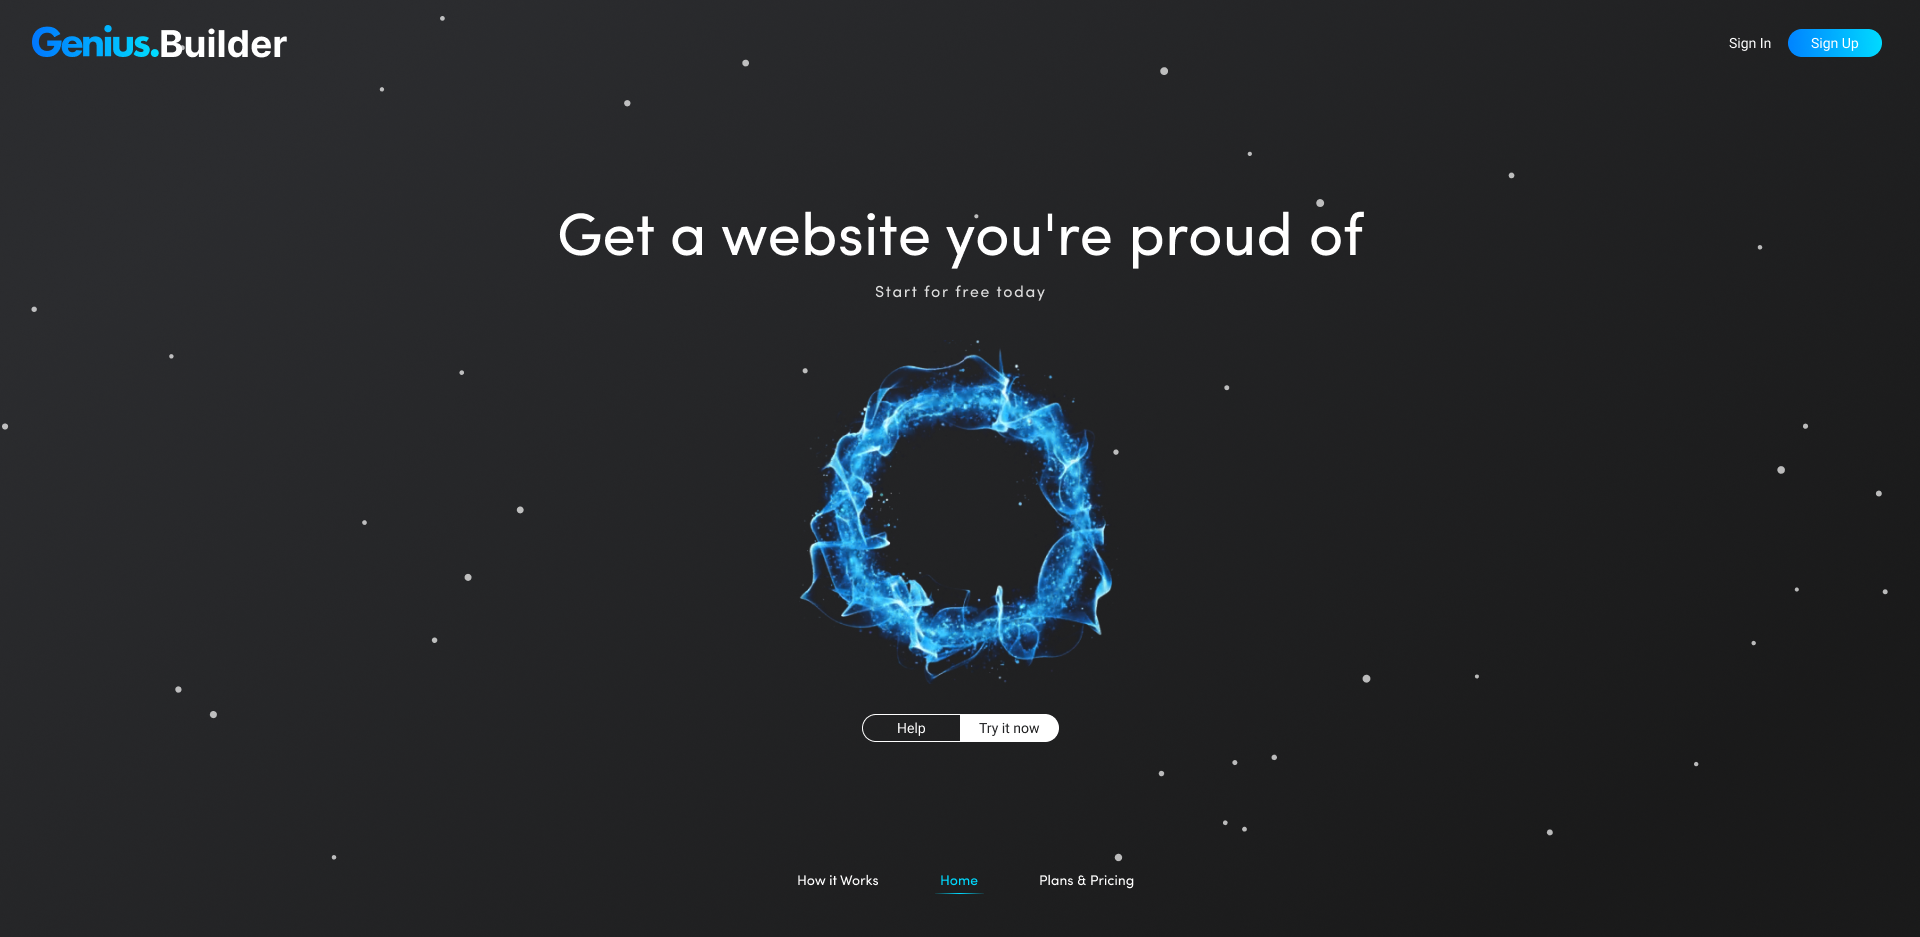 Genius.Builder
Sign In
Sign Up
Get a website you're proud of
Start for free today
Help
Try it now
How it Works
Home
Plans & Pricing